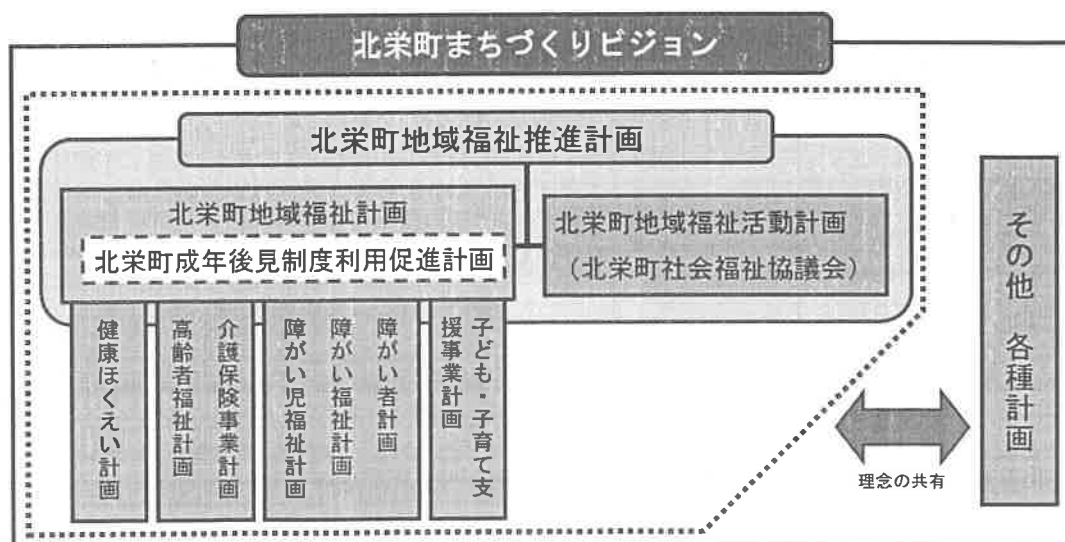 北栄町まちづくりビジョン
北栄町地域福祉推進計画
北栄町地域福祉計画
北栄町成年後見制度利用促進計画
北栄町地域福祉活動計画
（北栄町社会福祉協議会）
健康ほくえい計画
高齢者福祉計画
介護保険事業計画
障がい児福祉計画
障がい福祉計画
障がい者計画
子ども・子育て支
援事業計画
理念の共有
その他 各種計画